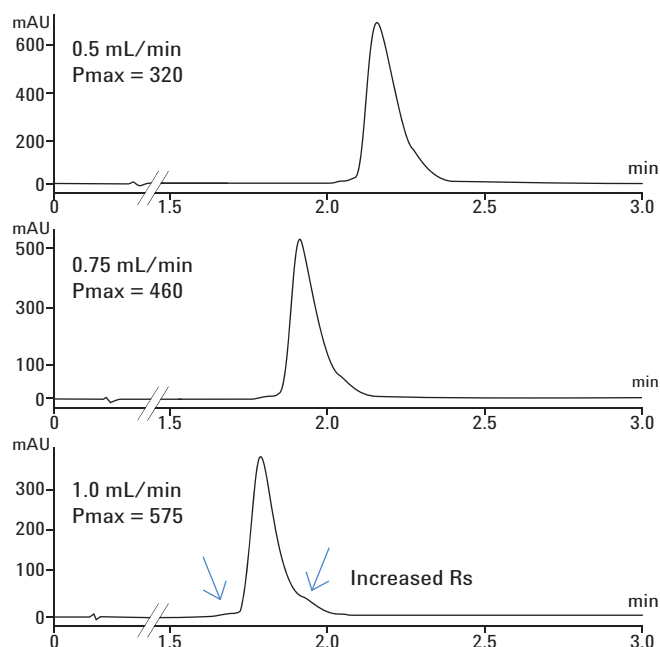 mAU
0.5 mL/min
Pmax = 320
600
400
200
0
min
0 1.5 2.0 2.5 3.0
mAU
0.75 mL/min
Pmax = 460
500
300
100
0
min
0 1.5 2.0 2.5 3.0
mAU
1.0 mL/min
Pmax = 575
300
200
100
0
Increased Rs
min
0 1.5 2.0 2.5 3.0